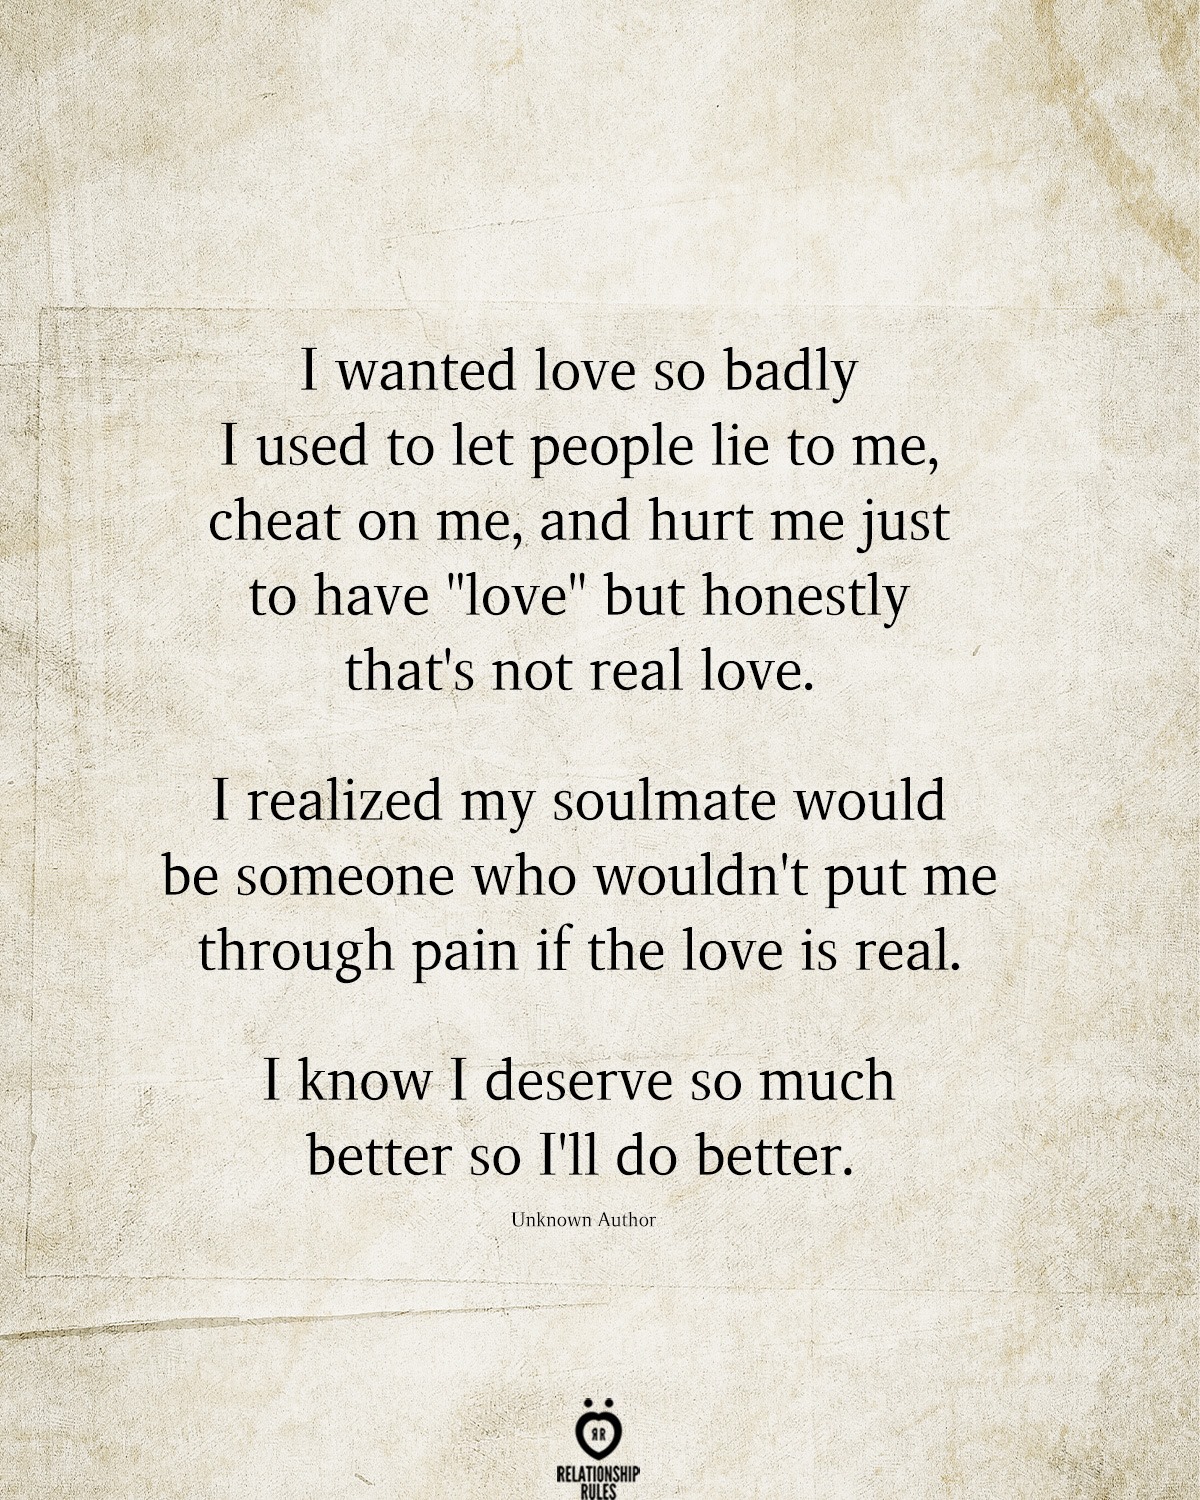 I wanted love so badly
I used to let people lie to me,
cheat on me, and hurt me just
to have "love" but honestly
that's not real love.
I realized my soulmate would
be someone who wouldn't put me
through pain if the love is real.
I know I deserve so much
better so I'll do better.
Unknown Author
RR
RELATIONSHIP
RULES